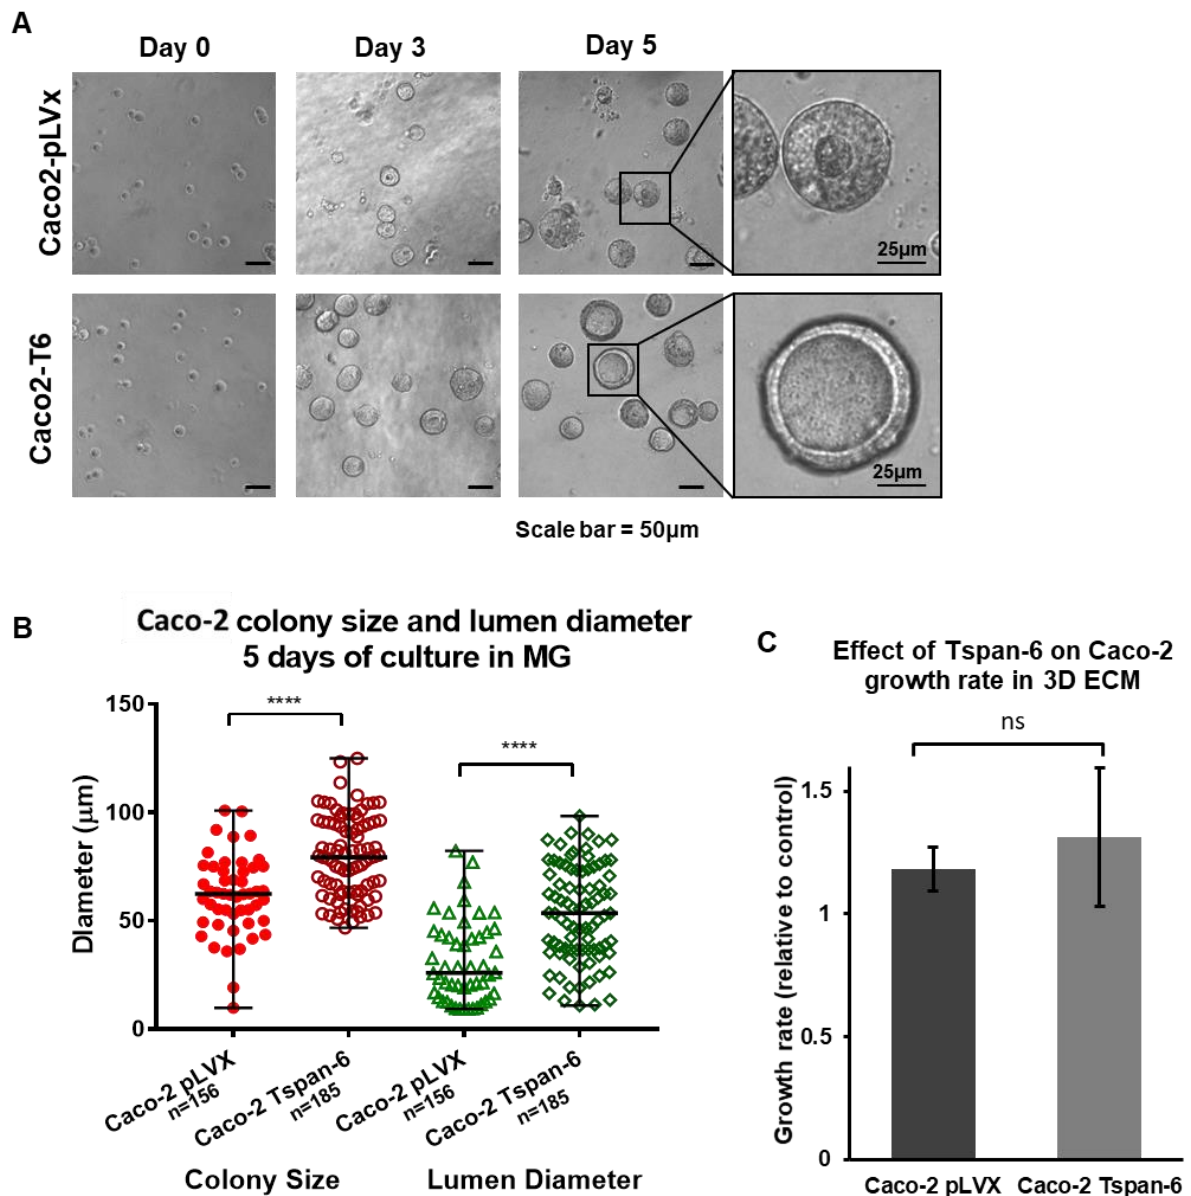 A
Day 0
Day 3
Day 5
Caco2-pLVx
25µm
Caco2-T6
25µm
Scale bar = 50µm
B
Caco-2 colony size and lumen diameter
5 days of culture in MG
Diameter (µm)
150
100
50
0
****
****
Caco-2 pLVX
n=156
Caco-2 Tspan-6
n=185
Caco-2 pLVX
n=156
Caco-2 Tspan-6
n=185
Colony Size
Lumen Diameter
C
Effect of Tspan-6 on Caco-2
growth rate in 3D ECM
ns
Growth rate (relative to control)
1.5
1
0.5
0
Caco-2 pLVX
Caco-2 Tspan-6